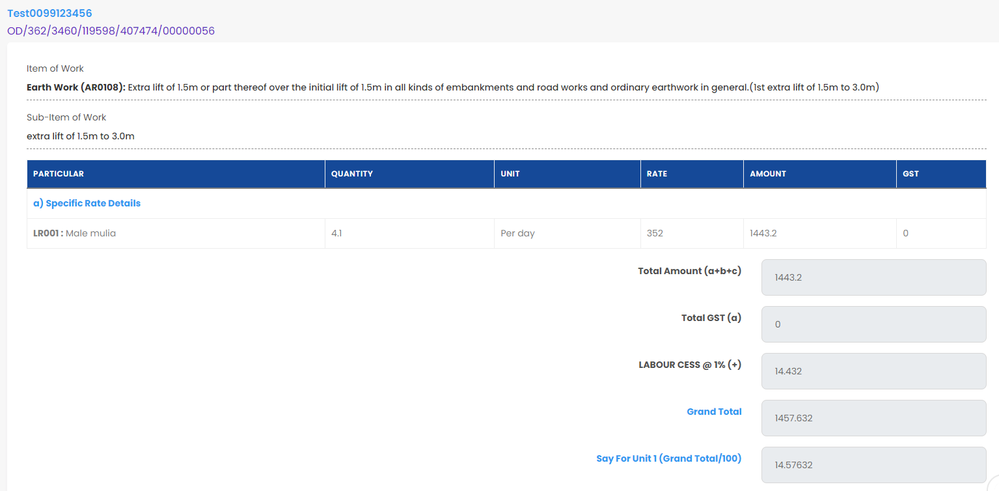 Test0099123456
OD/362/3460/119598/407474/00000056
Item of Work
Earth Work (AR0108): Extra lift of 1.5m or part thereof over the initial lift of 1.5m in all kinds of embankments and road works and ordinary earthwork in general.(1st extra lift of 1.5m to 3.0m)
Sub-Item of Work
extra lift of 1.5m to 3.0m
PARTICULAR QUANTITY UNIT RATE AMOUNT GST
a) Specific Rate Details
LR001 : Male mulia 4.1 Per day 352 1443.2 0
Total Amount (a+b+c) 1443.2
Total GST (a) 0
LABOUR CESS @ 1% (+) 14.432
Grand Total 1457.632
Say For Unit 1 (Grand Total/100) 14.57632